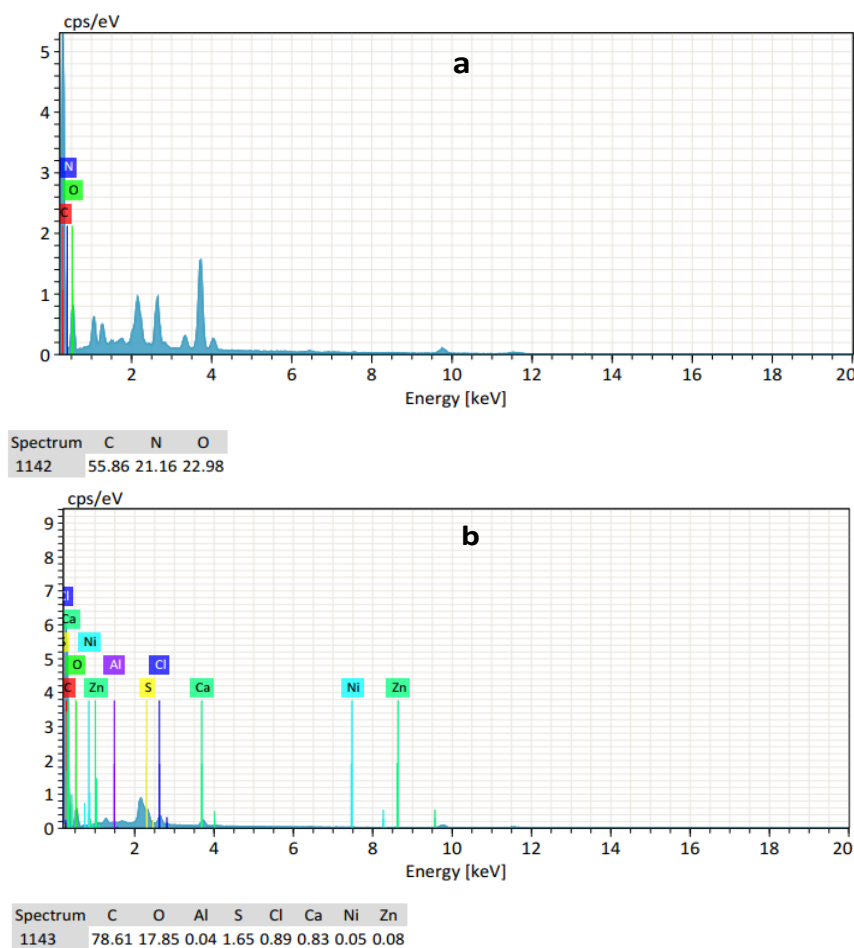 cps/eV
a
5
4
3
2
1
0
N
O
C
2 4 6 8 10 12 14 16 18 20
Energy [keV]
Spectrum C N O
1142 55.86 21.16 22.98
cps/eV
b
9
8
7
6
5
4
3
2
1
0
Cl
Ca
S Ni
O Al Cl
C Zn S Ca Ni Zn
2 4 6 8 10 12 14 16 18 20
Energy [keV]
Spectrum C O Al S Cl Ca Ni Zn
1143 78.61 17.85 0.04 1.65 0.89 0.83 0.05 0.08